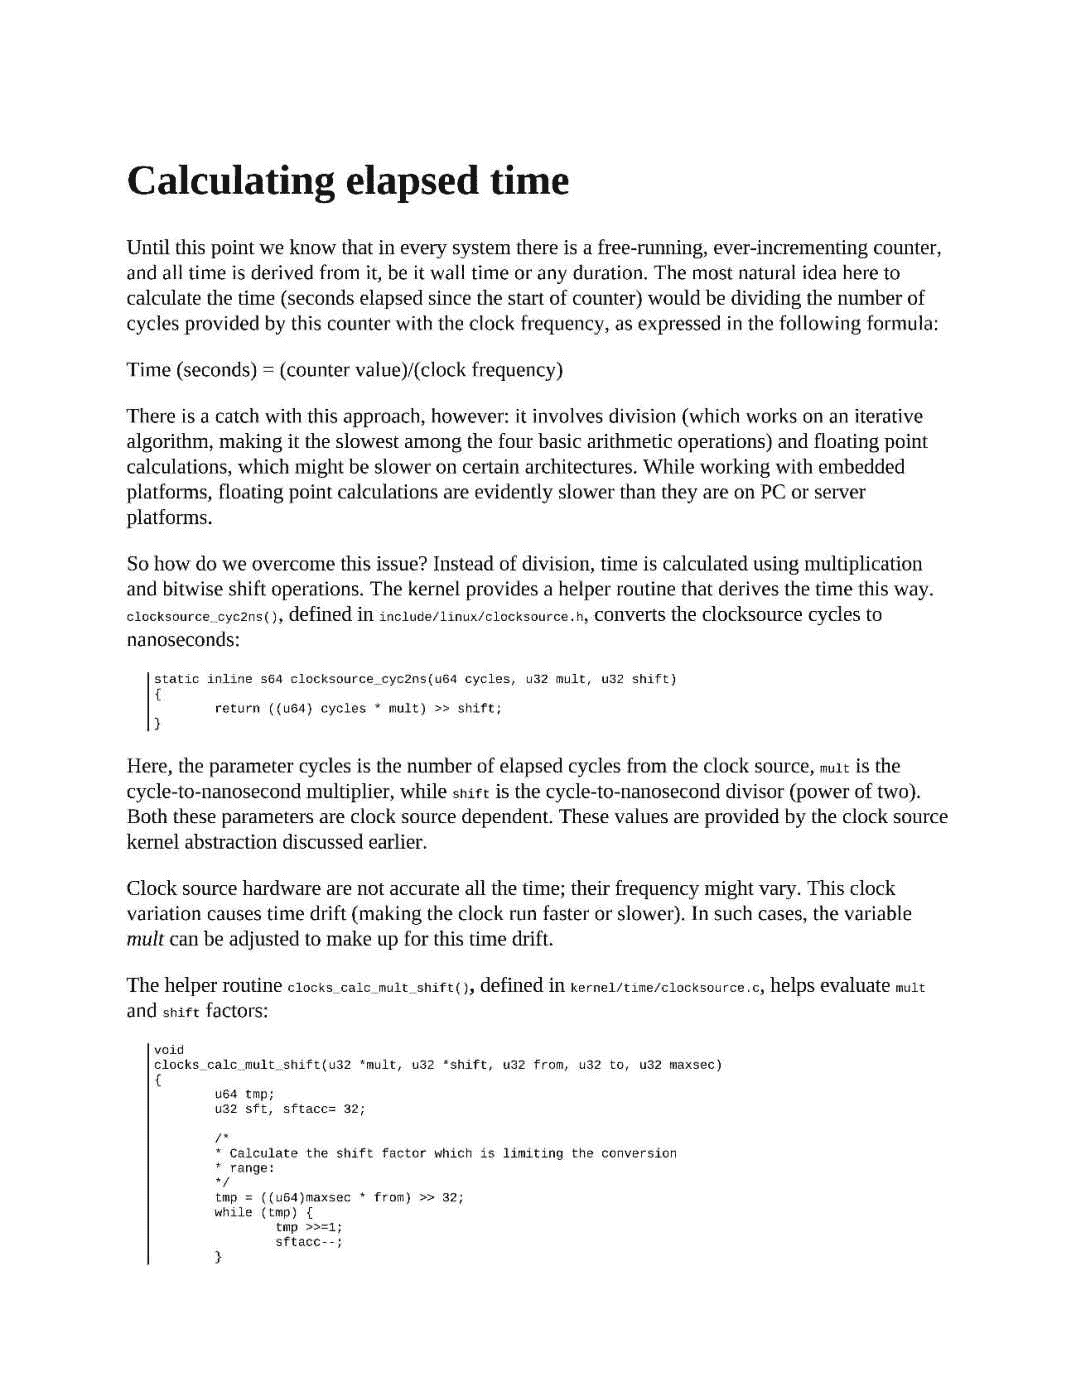 Calculating elapsed time
Until this point we know that in every system there is a free-running, ever-incrementing counter,
and all time is derived from it, be it wall time or any duration. The most natural idea here to
calculate the time (seconds elapsed since the start of counter) would be dividing the number of
cycles provided by this counter with the clock frequency, as expressed in the following formula:
Time (seconds) = (counter value)/(clock frequency)
There is a catch with this approach, however: it involves division (which works on an iterative
algorithm, making it the slowest among the four basic arithmetic operations) and floating point
calculations, which might be slower on certain architectures. While working with embedded
platforms, floating point calculations are evidently slower than they are on PC or server
platforms.
So how do we overcome this issue? Instead of division, time is calculated using multiplication
and bitwise shift operations. The kernel provides a helper routine that derives the time this way.
clocksource_cyc2ns(), defined in include/linux/clocksource.h, converts the clocksource cycles to
nanoseconds:
static inline s64 clocksource_cyc2ns(u64 cycles, u32 mult, u32 shift)
{
        return ((u64) cycles * mult) >> shift;
}
Here, the parameter cycles is the number of elapsed cycles from the clock source, mult is the
cycle-to-nanosecond multiplier, while shift is the cycle-to-nanosecond divisor (power of two).
Both these parameters are clock source dependent. These values are provided by the clock source
kernel abstraction discussed earlier.
Clock source hardware are not accurate all the time; their frequency might vary. This clock
variation causes time drift (making the clock run faster or slower). In such cases, the variable
mult can be adjusted to make up for this time drift.
The helper routine clocks_calc_mult_shift(), defined in kernel/time/clocksource.c, helps evaluate mult
and shift factors:
void
clocks_calc_mult_shift(u32 *mult, u32 *shift, u32 from, u32 to, u32 maxsec)
{
        u64 tmp;
        u32 sft, sftacc= 32;
        /*
        * Calculate the shift factor which is limiting the conversion
        * range:
        */
        tmp = ((u64)maxsec * from) >> 32;
        while (tmp) {
                tmp >>=1;
                sftacc--;
        }